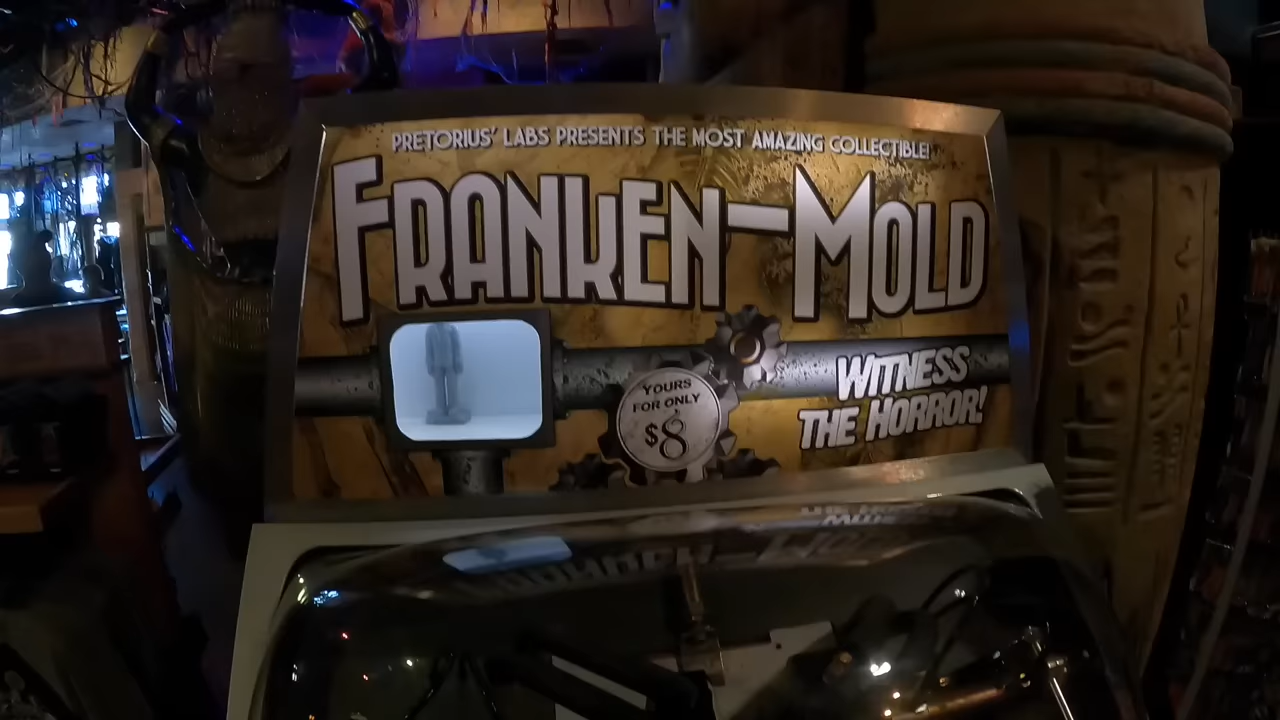 PRETORIUS' LABS PRESENTS THE MOST AMAZING COLLECTIBLE!
FRANKEN-MOLD
YOURS
FOR ONLY
$8
WITNESS
THE HORROR!